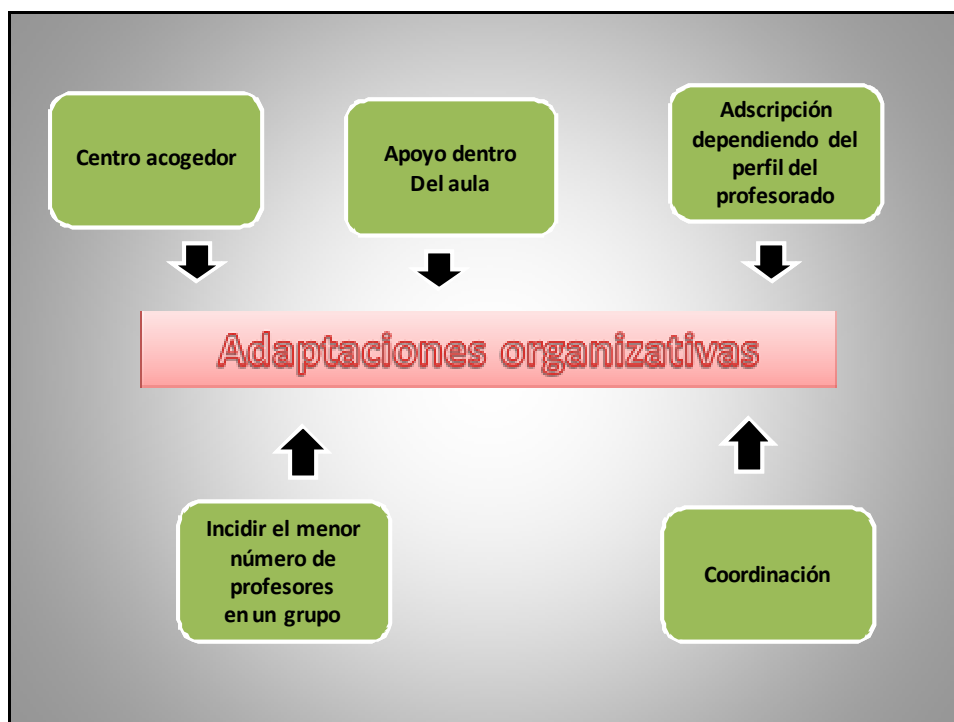 Centro acogedor
Apoyo dentro
Del aula
Adscripción
dependiendo del
perfil del
profesorado
Adaptaciones organizativas
Incidir el menor
número de
profesores
en un grupo
Coordinación